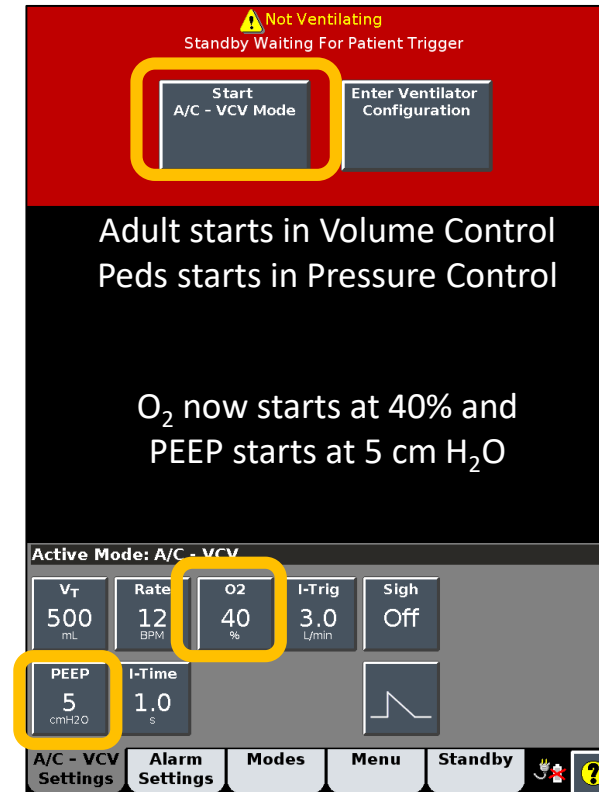 Not Ventilating
Standby Waiting For Patient Trigger
Start
A/C - VCV Mode
Enter Ventilator
Configuration
Adult starts in Volume Control
Peds starts in Pressure Control
O₂ now starts at 40% and
PEEP starts at 5 cm H₂O
Active Mode: A/C - VCV
V_T Rate O2 I-Trig Sigh
500 12 40 3.0 Off
mL BPM % L/min
PEEP I-Time
5 1.0
cmH2O s
A/C - VCV Alarm Modes Menu Standby ?
Settings Settings